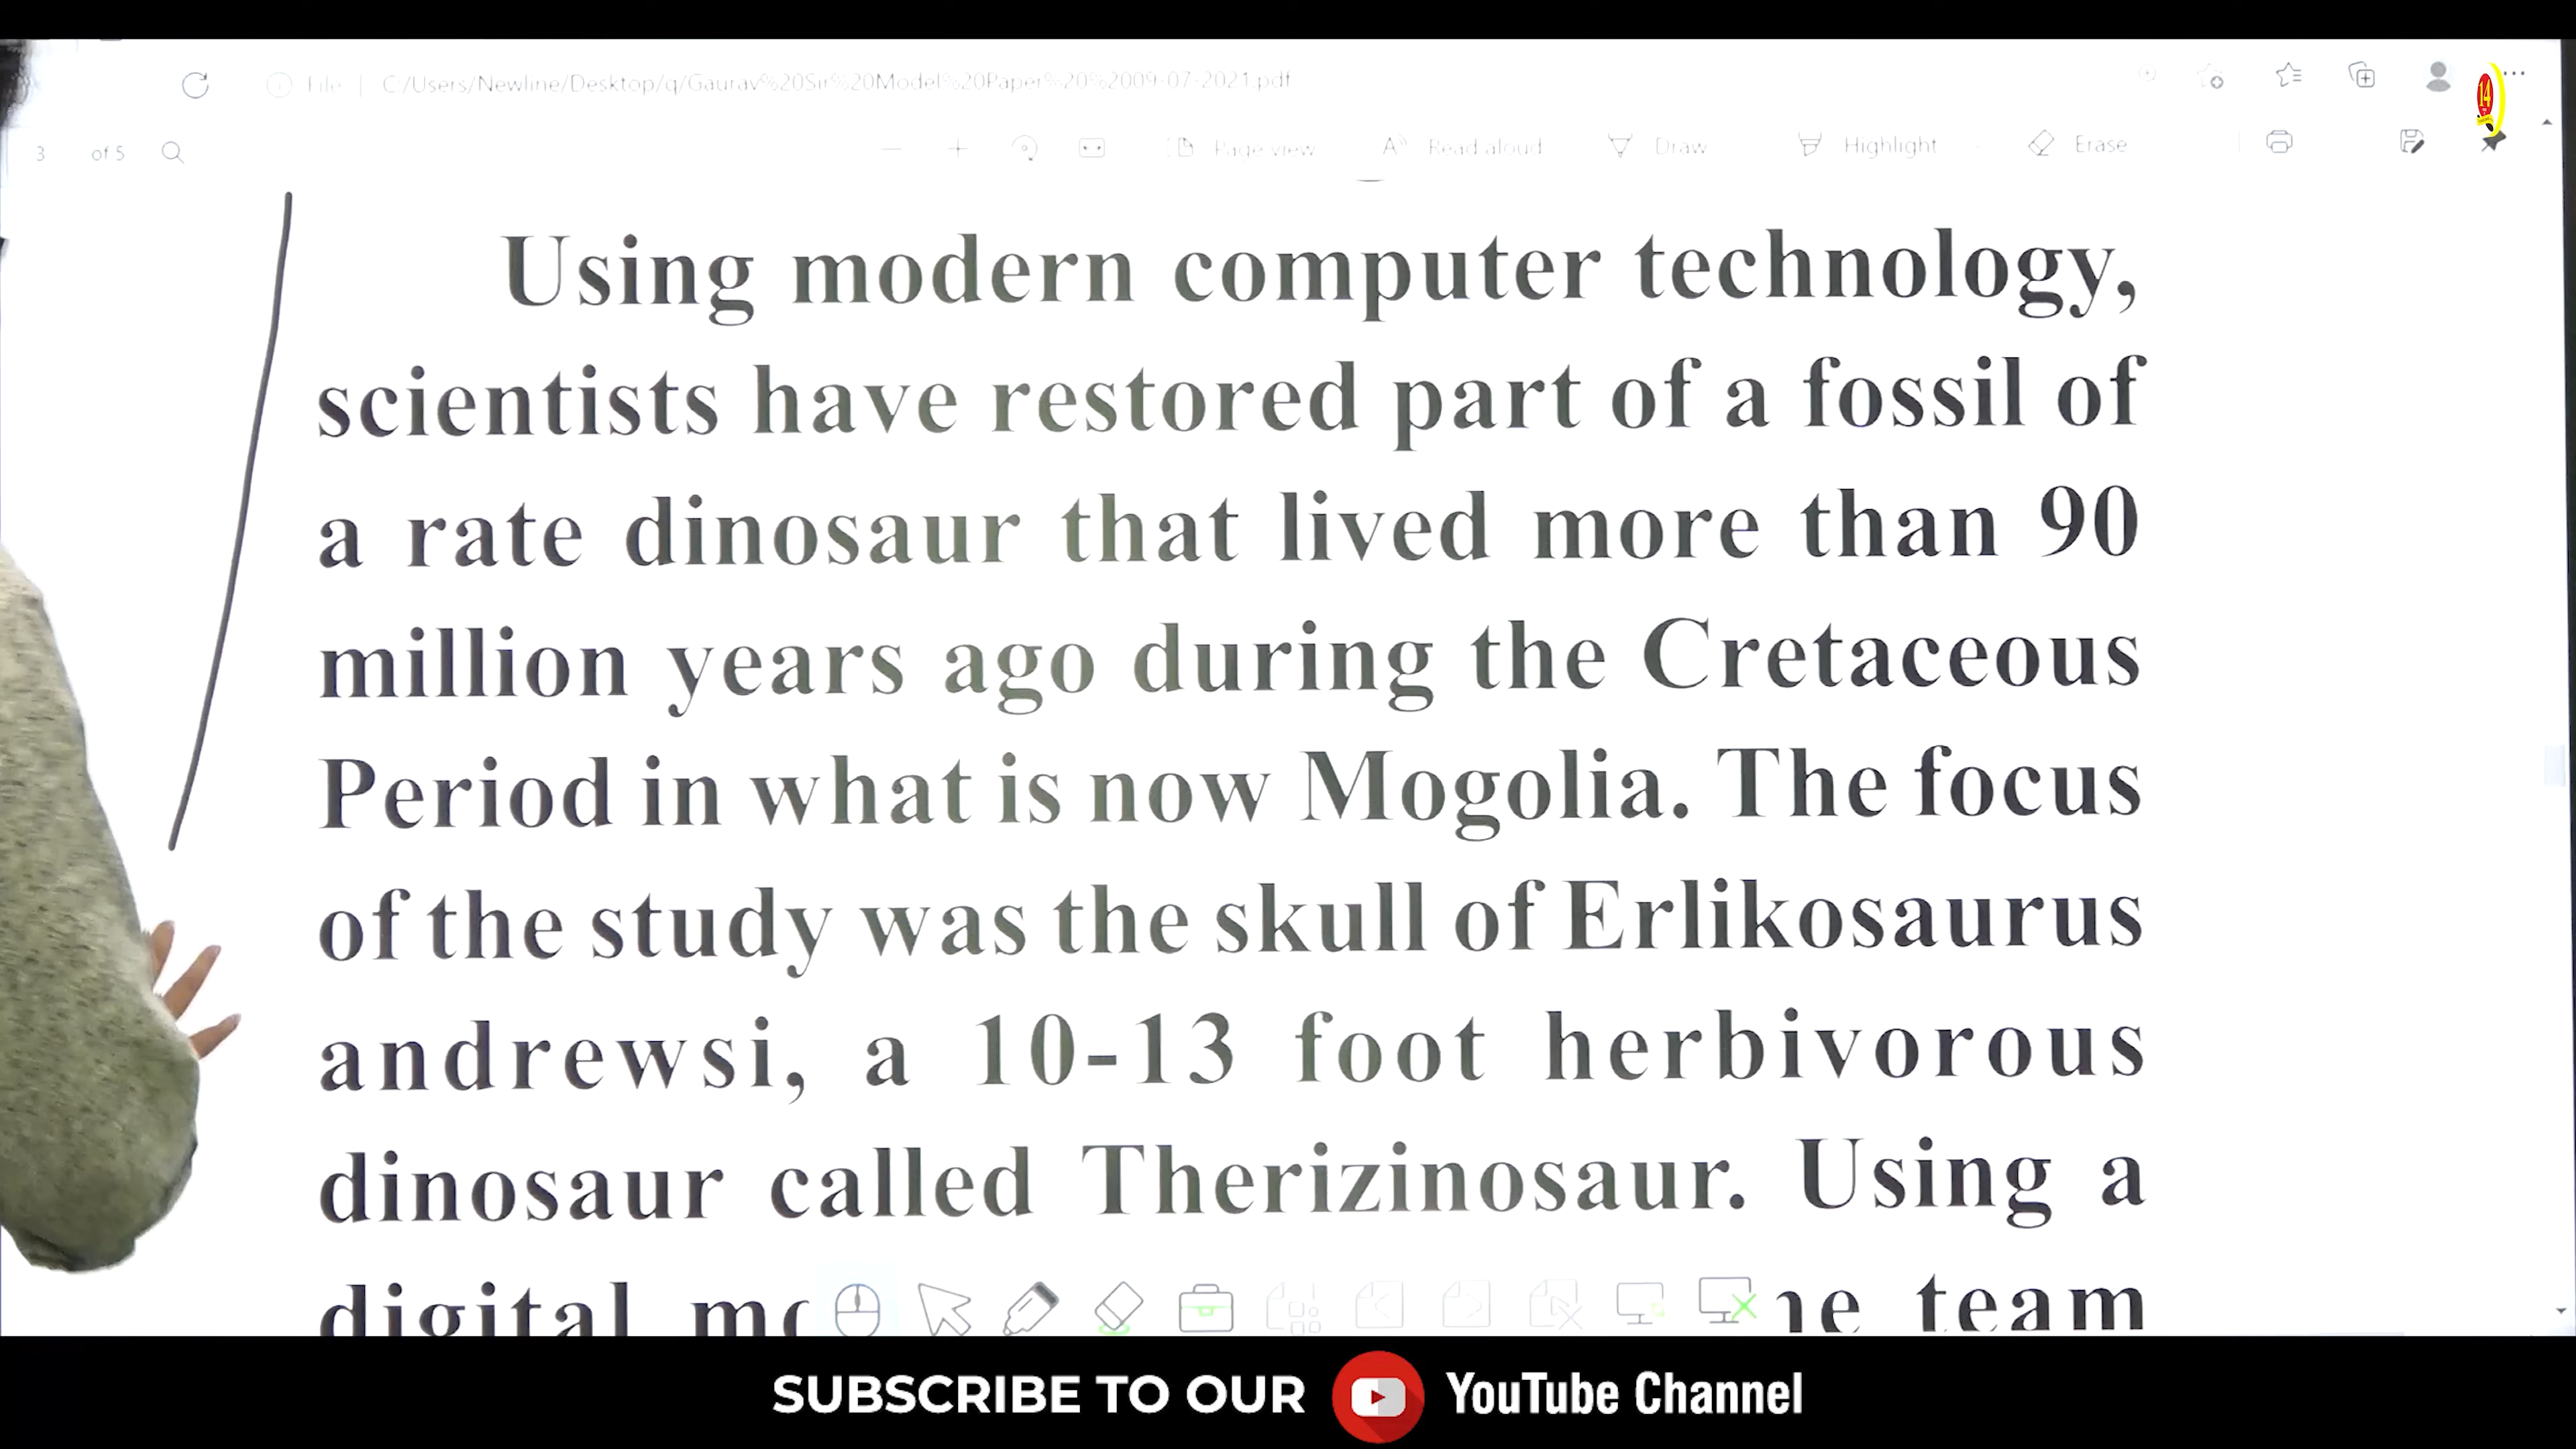 File | C:/Users/Newline/Desktop/q/Gaurav%20Sir%20Model%20Paper%20%2009-07-2021.pdf
14
3 of 5 Page view Read aloud Draw Highlight Erase
Using modern computer technology,
scientists have restored part of a fossil of
a rate dinosaur that lived more than 90
million years ago during the Cretaceous
Period in what is now Mogolia. The focus
of the study was the skull of Erlikosaurus
andrewsi, a 10-13 foot herbivorous
dinosaur called Therizinosaur. Using a
digital team
SUBSCRIBE TO OUR YouTube Channel